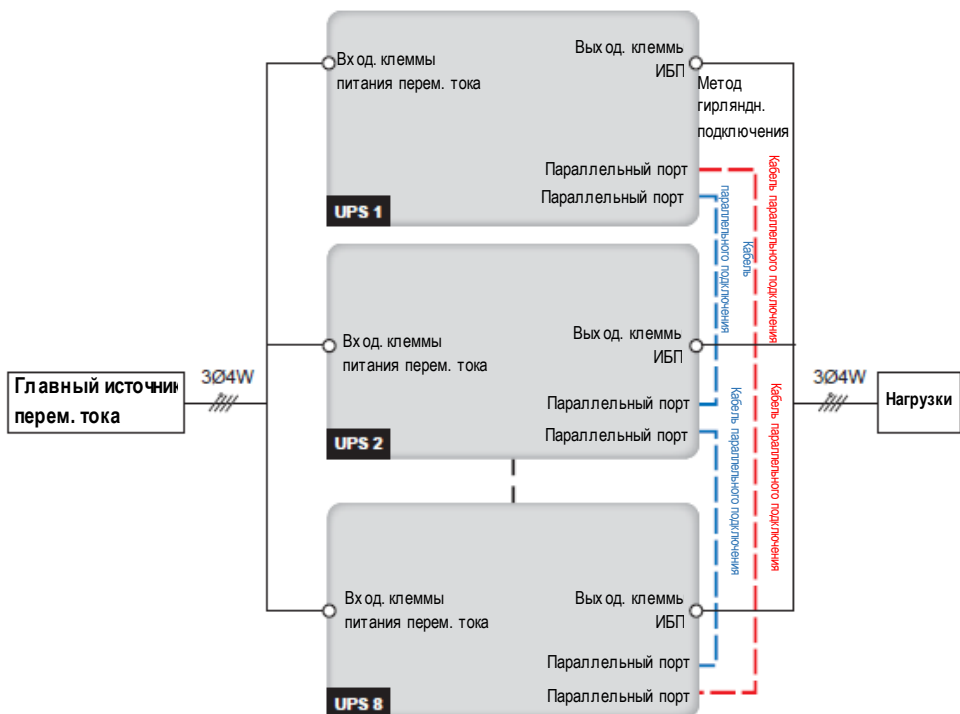 Вход. клеммы
питания перем. тока
Выход. клеммь
ИБП
Метод
гирляндн.
подключения
Параллельный порт
Параллельный порт
UPS 1
Кабель
параллельного подключения
Кабель параллельного подключения
Вход. клеммы
питания перем. тока
Выход. клеммь
ИБП
Параллельный порт
Параллельный порт
UPS 2
Главный источник
перем. тока
3Ø4W
3Ø4W
Нагрузки
Кабель параллельного подключения
Кабель параллельного подключения
Вход. клеммы
питания перем. тока
Выход. клеммь
ИБП
Параллельный порт
Параллельный порт
UPS 8